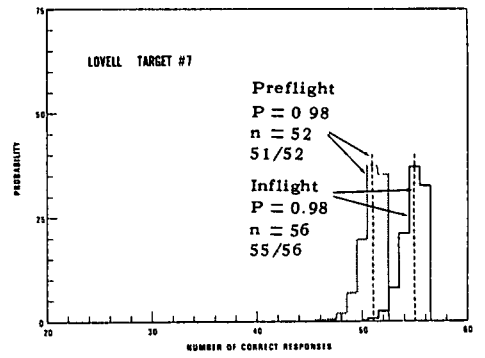 75
LOVELL TARGET #7
Preflight
P = 0 98
n = 52
51/52
50
PROBABILITY
Inflight
P = 0.98
n = 56
55/56
25
0
20 30 40 50 60
NUMBER OF CORRECT RESPONSES